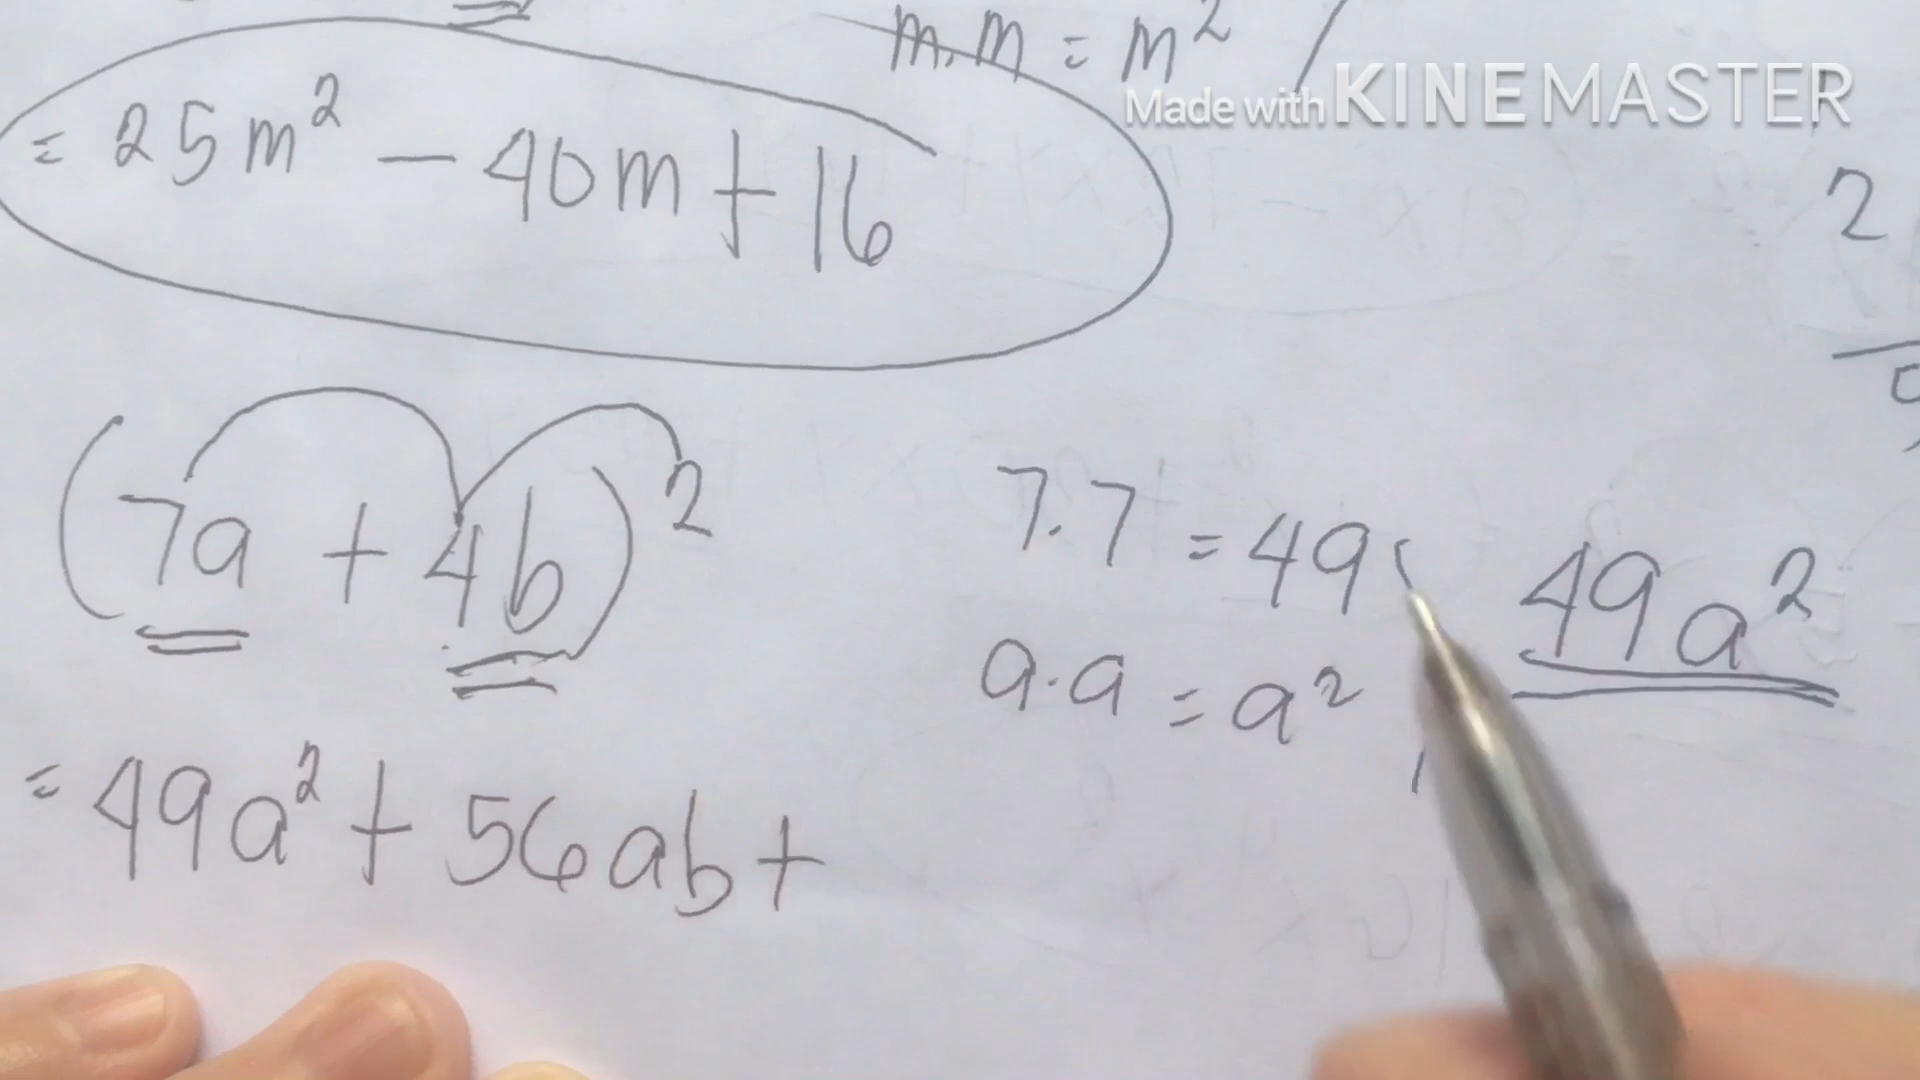 m.m = m²
Made with KINEMASTER
= 25m² - 40m + 16
2
(7a + 4b)²
7.7 = 49
49a²
a.a = a²
= 49a² + 56ab +